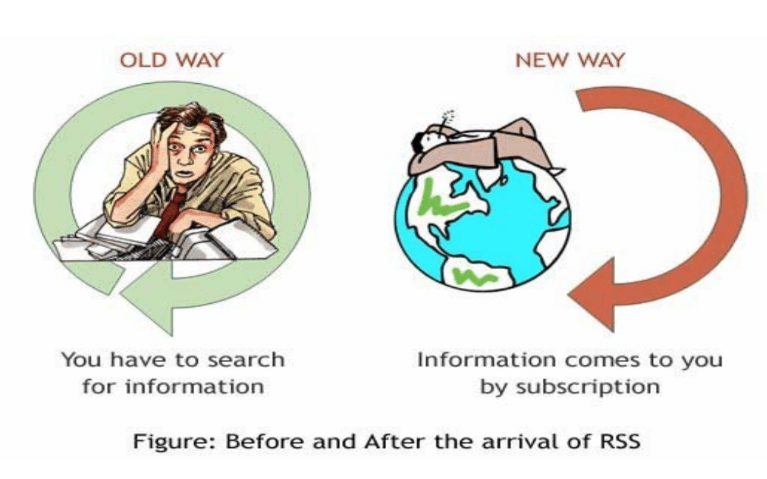 OLD WAY
NEW WAY
You have to search
for information
Information comes to you
by subscription
Figure: Before and After the arrival of RSS